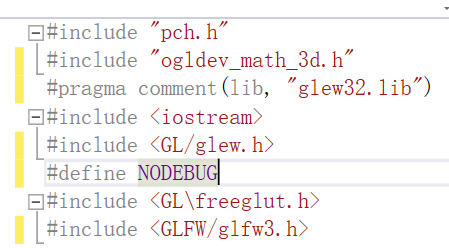 #include "pch.h"
#include "ogldev_math_3d.h"
#pragma comment(lib, "glew32.lib")
#include <iostream>
#include <GL/glew.h>
#define NODEBUG
#include <GL\freeglut.h>
#include <GLFW/glfw3.h>